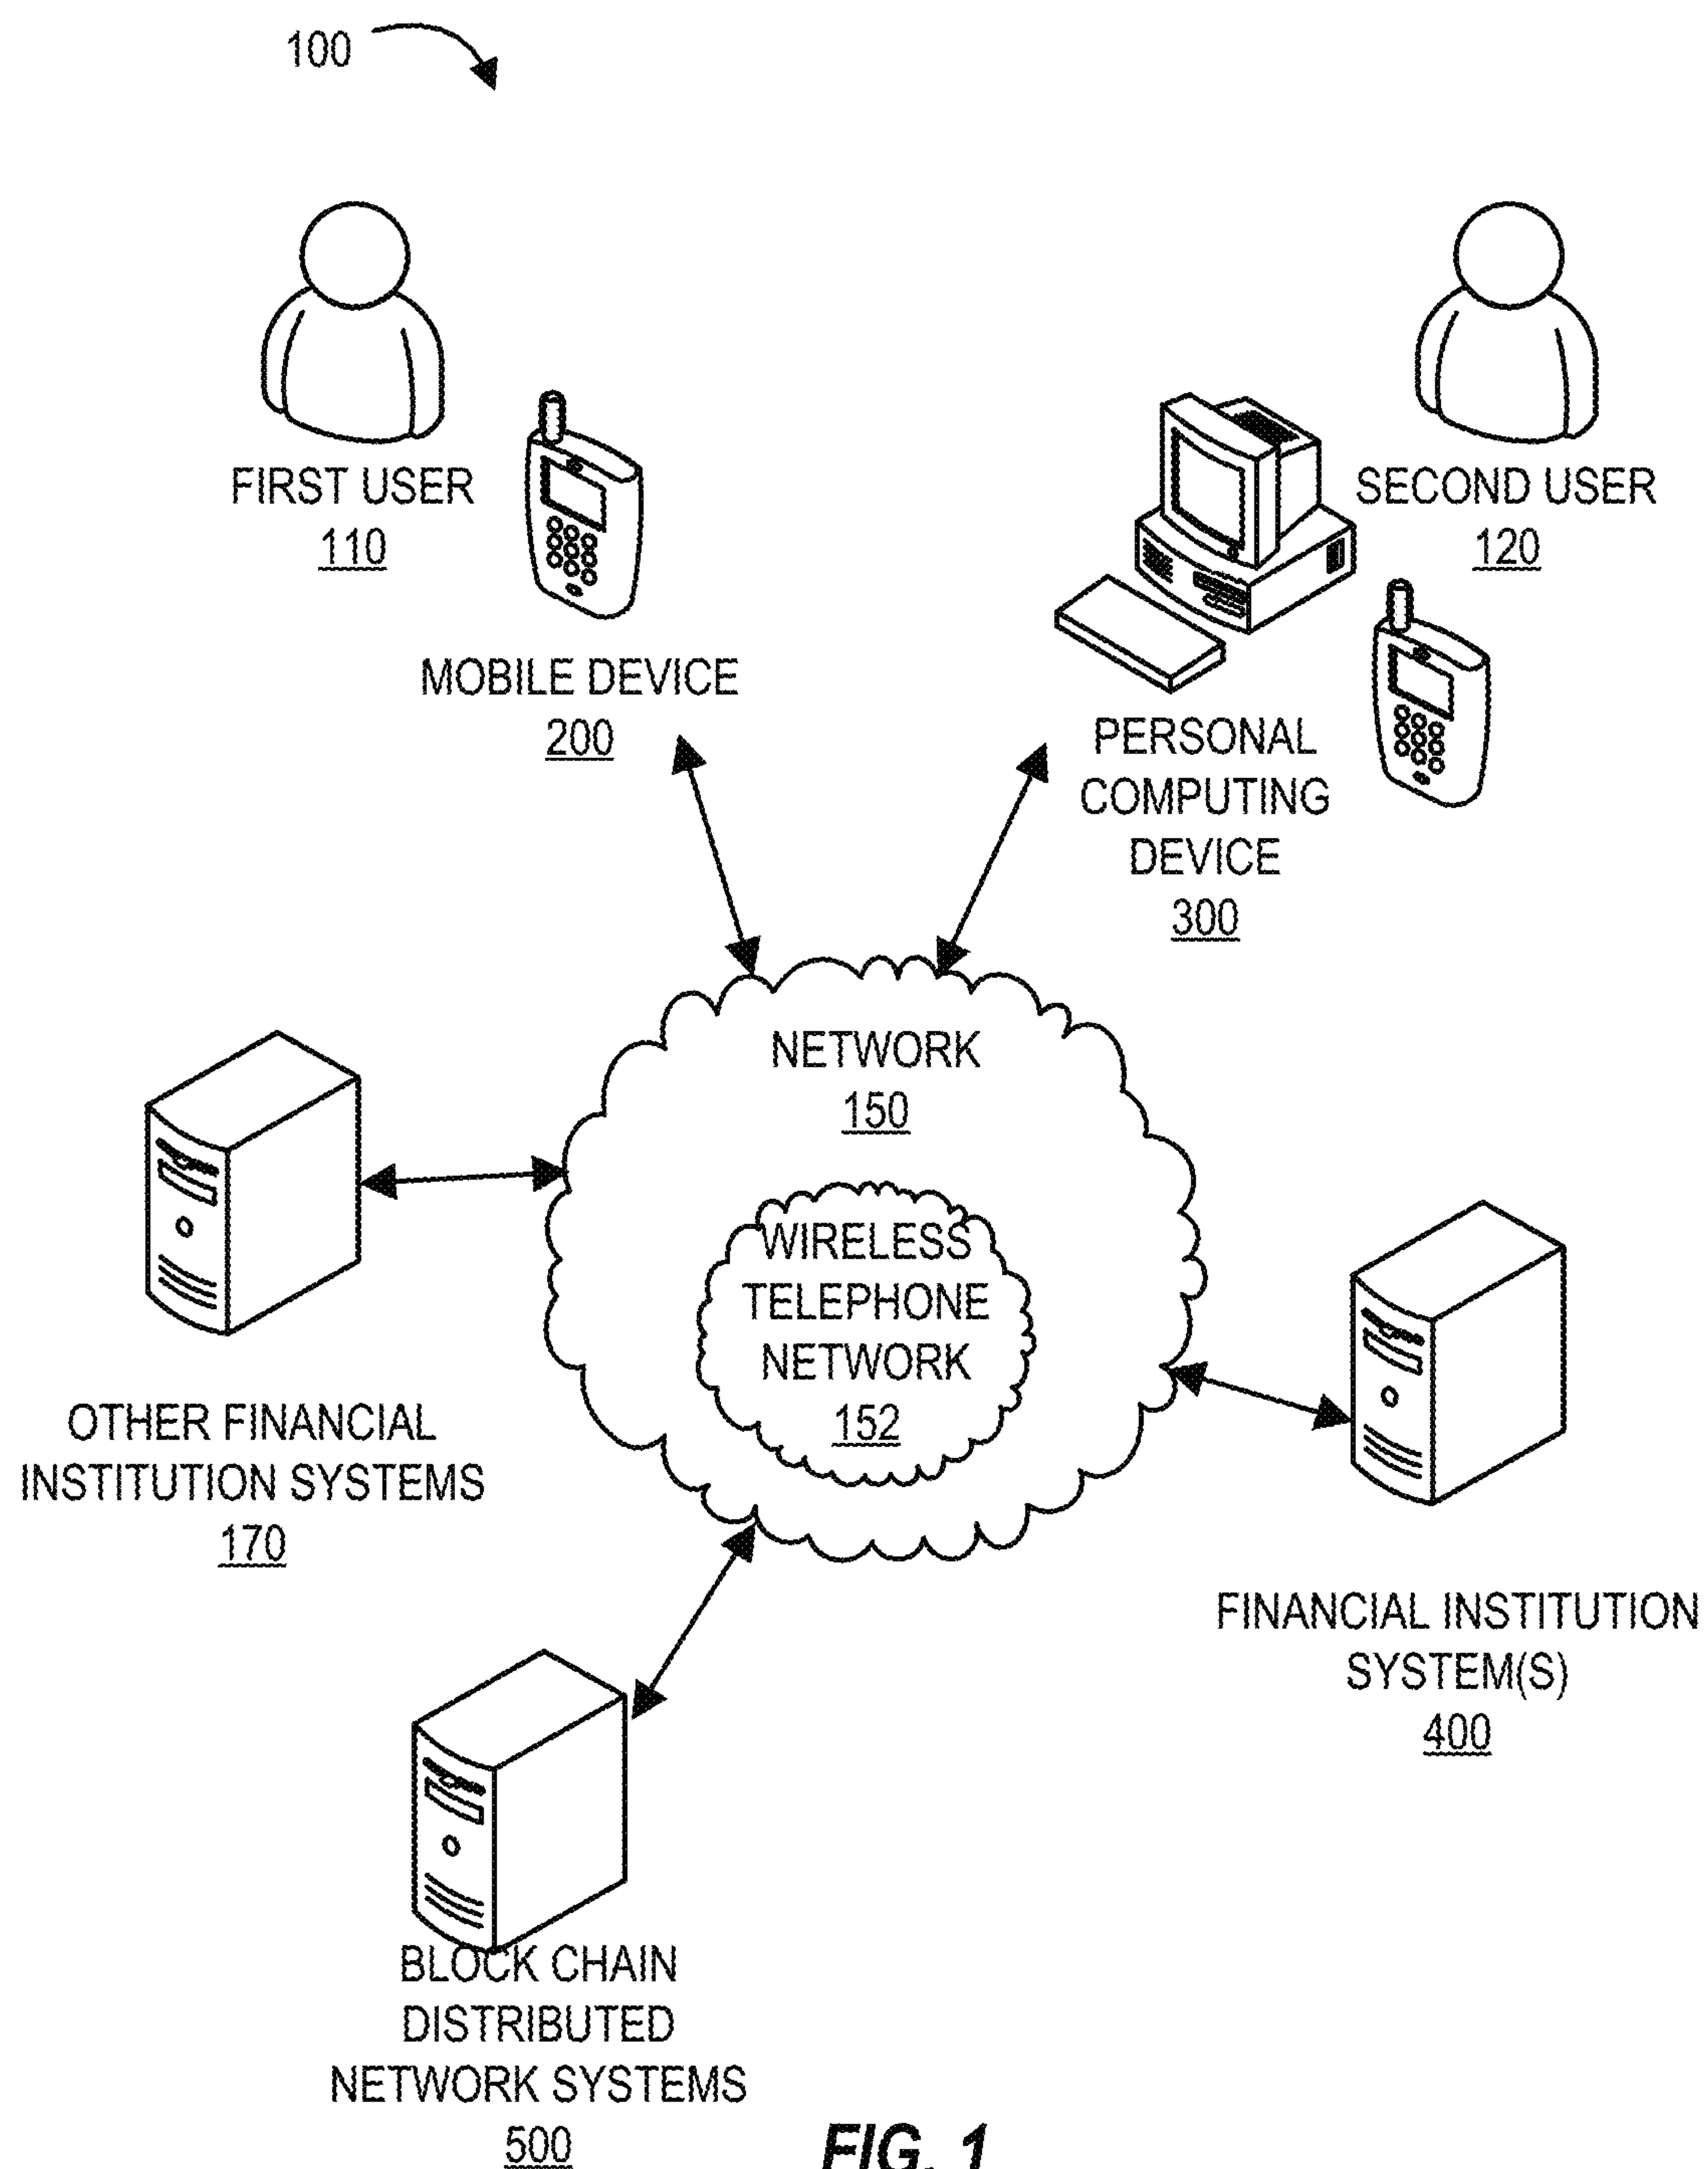 100
FIRST USER
110
SECOND USER
120
MOBILE DEVICE
200
PERSONAL
COMPUTING
DEVICE
300
NETWORK
150
WIRELESS
TELEPHONE
NETWORK
152
OTHER FINANCIAL
INSTITUTION SYSTEMS
170
FINANCIAL INSTITUTION
SYSTEM(S)
400
BLOCK CHAIN
DISTRIBUTED
NETWORK SYSTEMS
500
FIG. 1